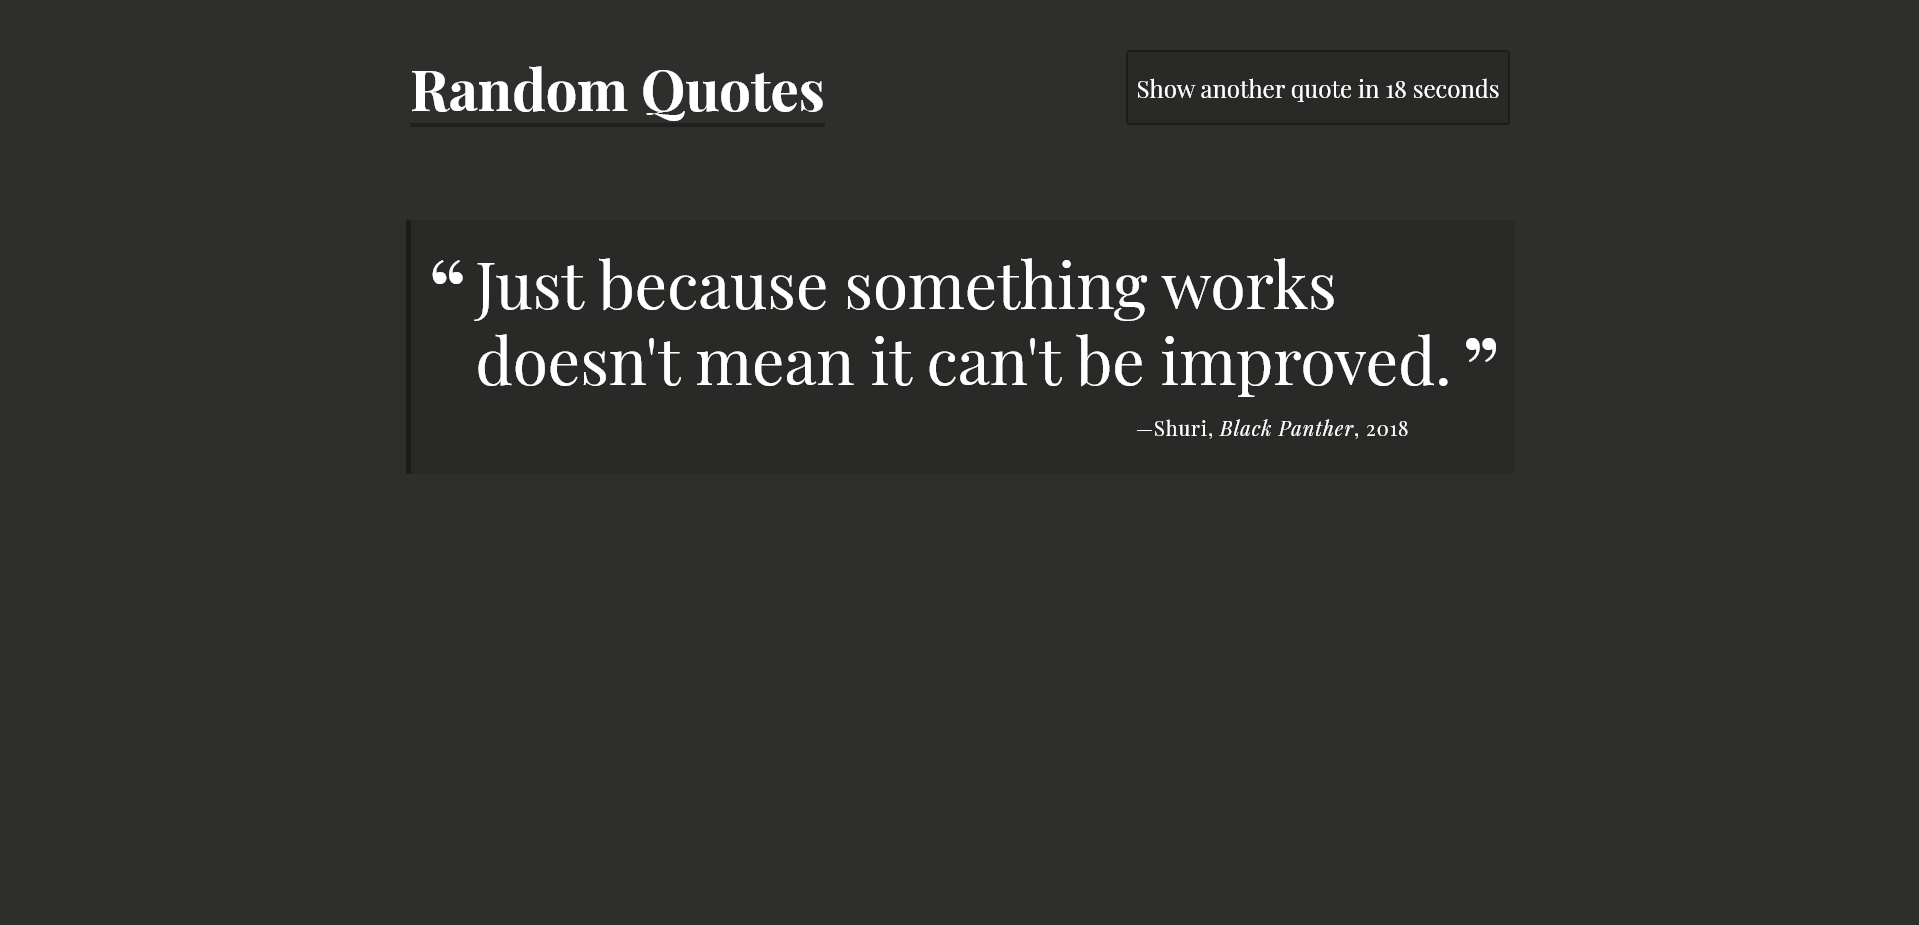 Random Quotes
Show another quote in 18 seconds
“ Just because something works
doesn't mean it can't be improved. ”
—Shuri, Black Panther, 2018